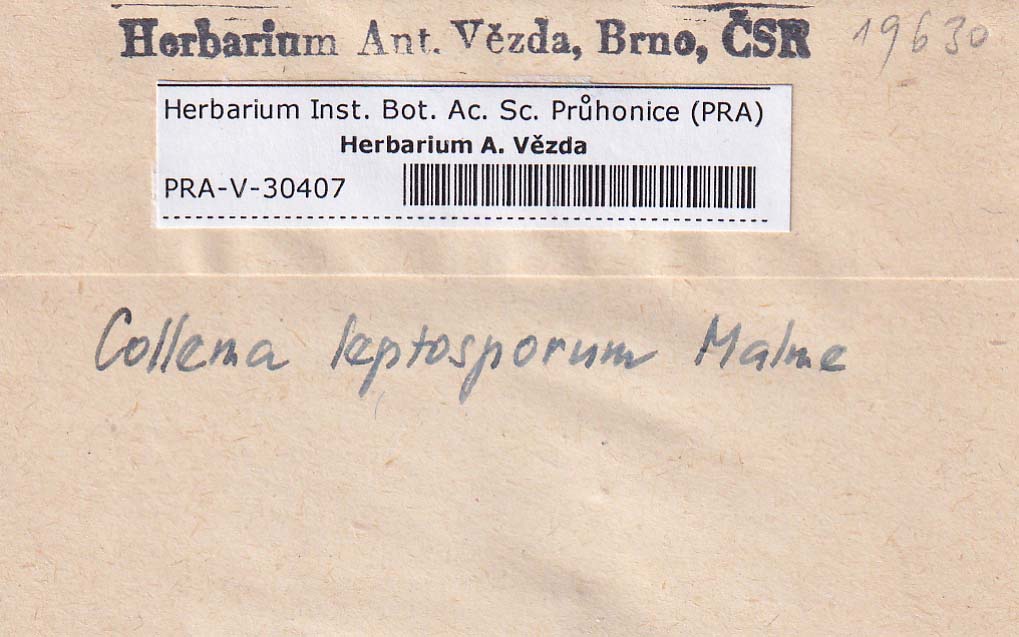 Herbarium Ant. Vězda, Brno, ČSR 19630
Herbarium Inst. Bot. Ac. Sc. Průhonice (PRA)
Herbarium A. Vězda
PRA-V-30407
Collema leptosporum Malme